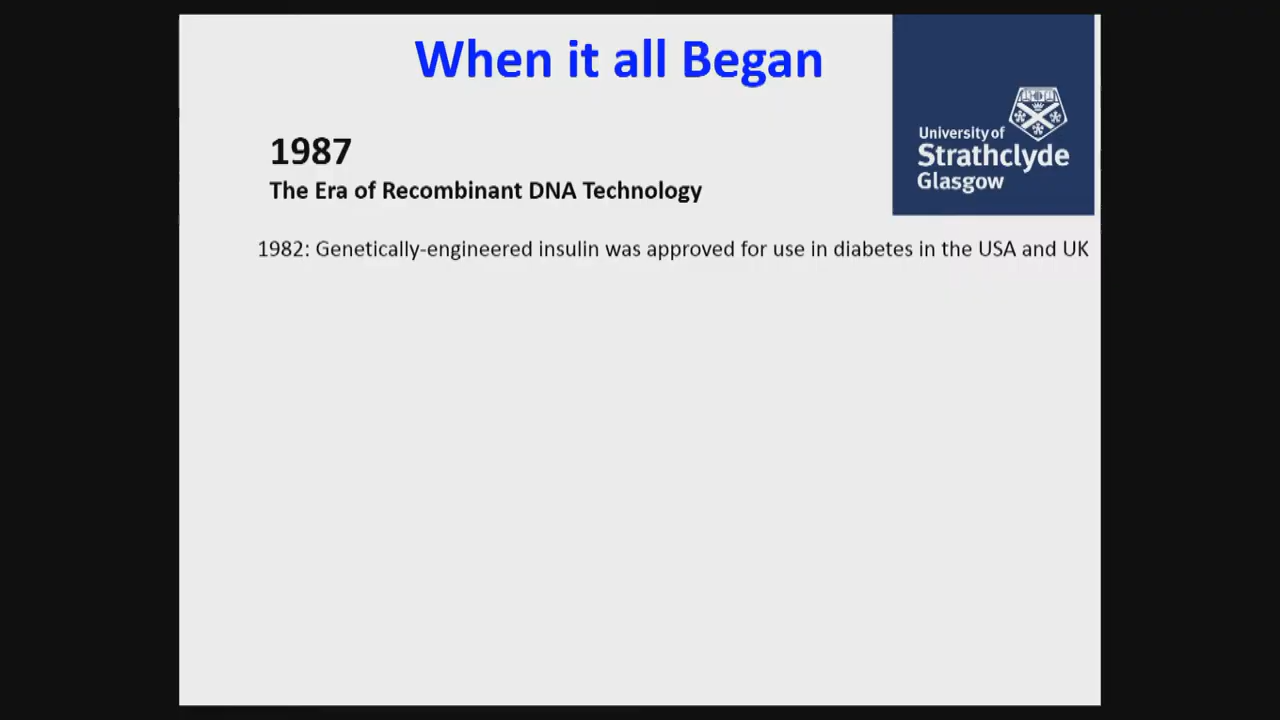 When it all Began
University of
Strathclyde
Glasgow
1987
The Era of Recombinant DNA Technology
1982: Genetically-engineered insulin was approved for use in diabetes in the USA and UK